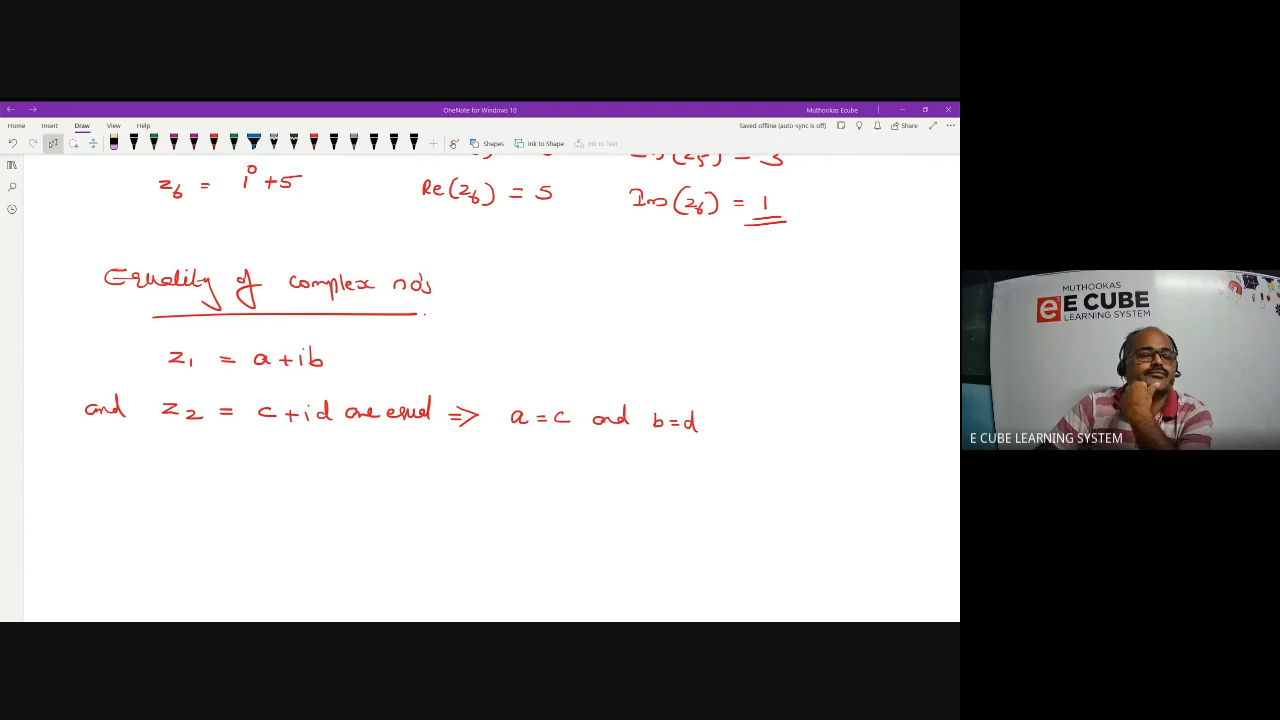 OneNote for Windows 10
Muthookas Ecube
Home Insert Draw View Help
Saved offline (auto-sync is off)
Share
Shapes
Ink to Shape
Ink to Text
z₆ = i+5 Re(z₆) = 5 Im(z₆) = 1
Equality of complex no's
z₁ = a+ib
and z₂ = c+id are equal ⇒ a=c and b=d
MUTHOOKAS
E CUBE
LEARNING SYSTEM
E CUBE LEARNING SYSTEM